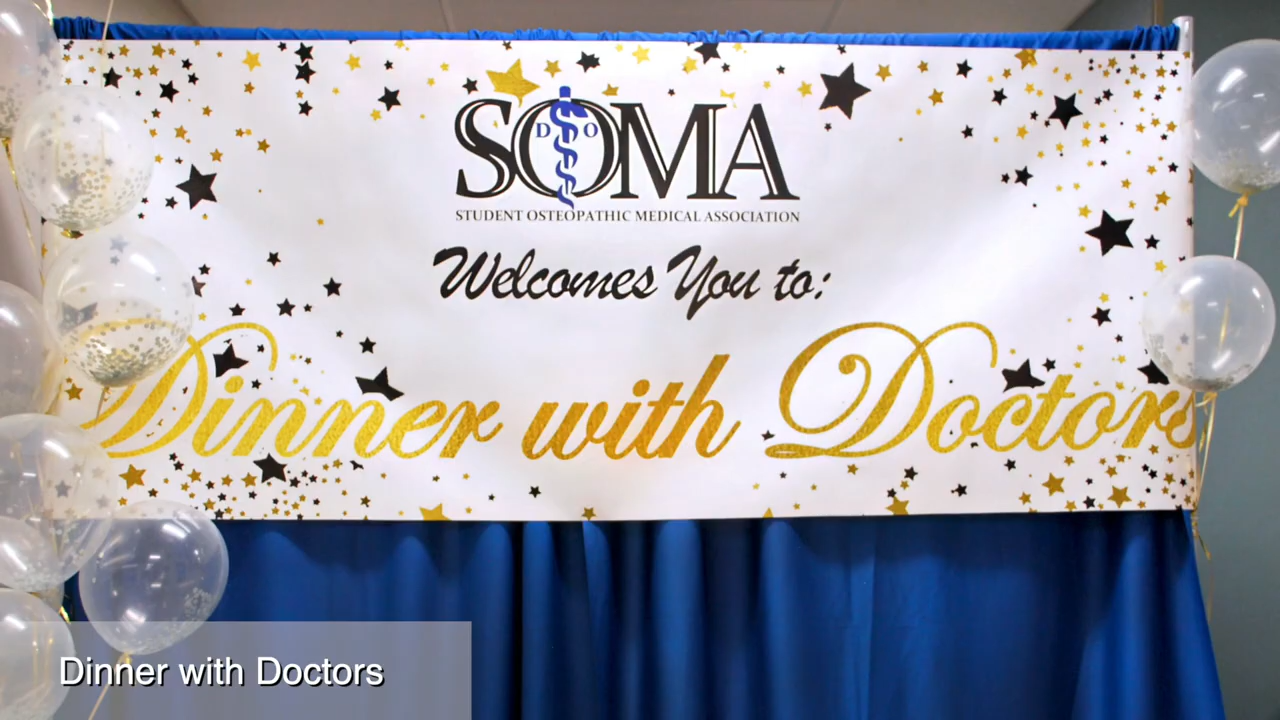 SOMA
D O
STUDENT OSTEOPATHIC MEDICAL ASSOCIATION
Welcomes You to:
Dinner with Doctors
Dinner with Doctors